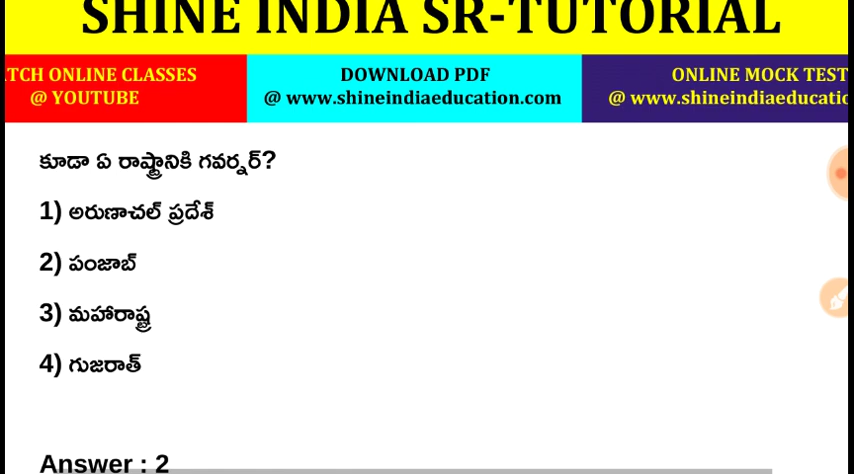 SHINE INDIA SR-TUTORIAL
TCH ONLINE CLASSES
@ YOUTUBE
DOWNLOAD PDF
@ www.shineindiaeducation.com
ONLINE MOCK TEST
@ www.shineindiaeducatio
కూడా ఏ రాష్ట్రానికి గవర్నర్?
1) అరుణాచల్ ప్రదేశ్
2) పంజాబ్
3) మహారాష్ట్ర
4) గుజరాత్
Answer : 2